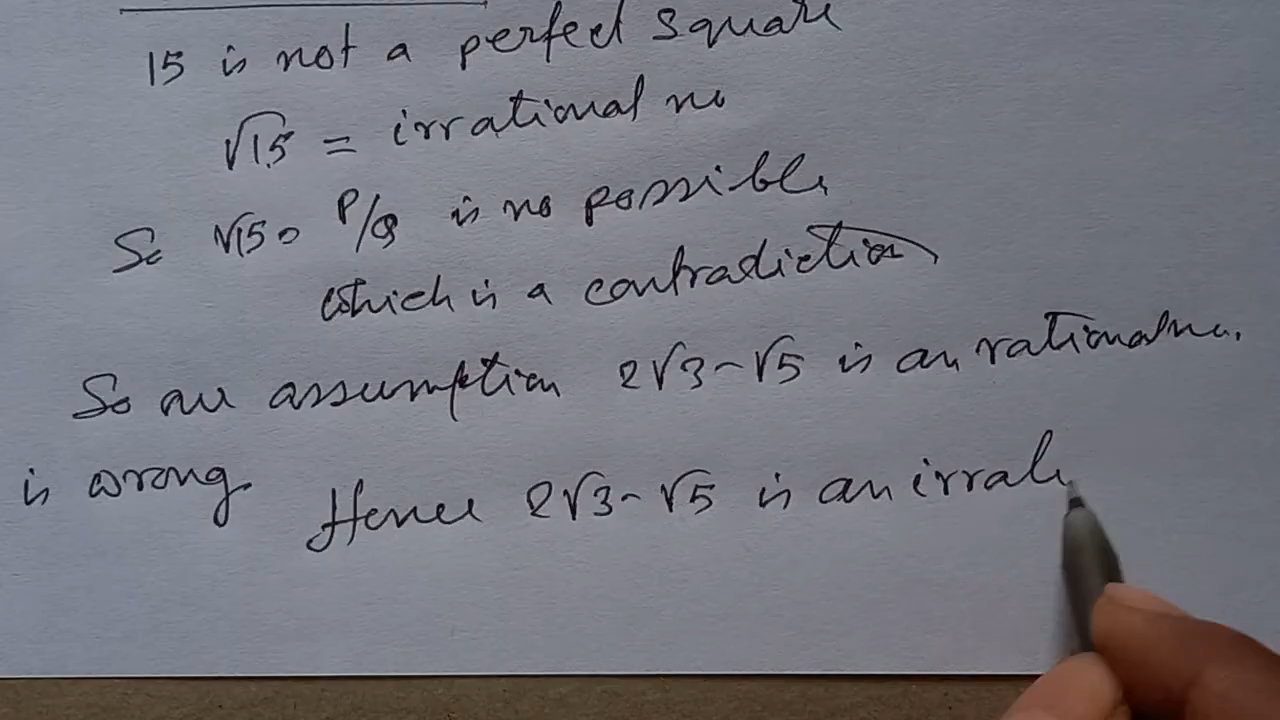 15 is not a perfect square
√15 = irrational no
So √15 = P/Q is no possible.
which is a contradiction
So our assumption 2√3-√5 is an rational no.
is wrong. Hence 2√3-√5 is an irrati